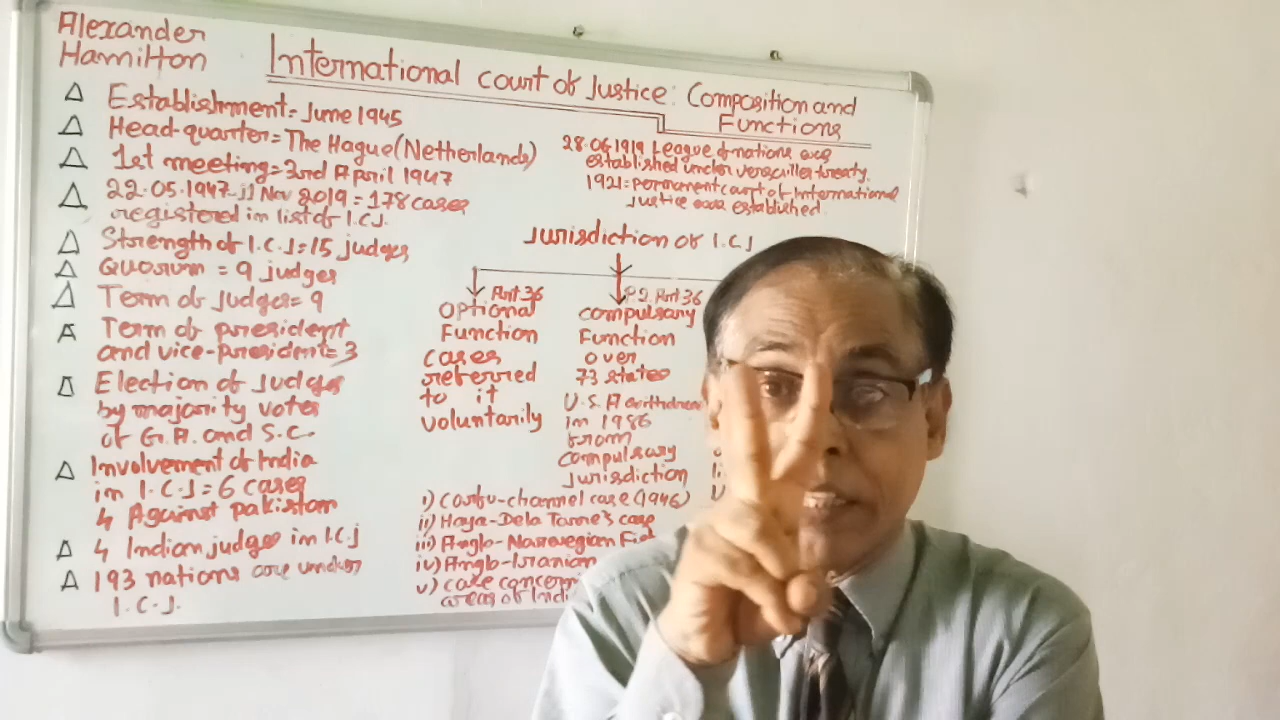 Alexander
Hamilton
International court of Justice: Composition and
Functions
Establishment = June 1945
Head-quarter = The Hague (Netherlands)
1st meeting = 3rd April 1947
22.05.1947 Nov 2019 = 178 cases
registered in list of I.C.J.
Strength of I.C.J = 15 judges
Quorum = 9 judges
Term of judges = 9
Term of president
and vice-president = 3
Election of Judges
by majority votes
of G.A. and S.C.
Involvement of India
in I.C.J = 6 cases
4 Against pakistan
4 Indian judges in I.C.J
193 nations are under
I.C.J.
28.06.1919 League of nations was
established under treaty.
1921 = permanent court of International
Justice was established.
Jurisdiction of I.C.J
Art 36
optional
Function
cases
referred
to it
voluntarily
P.2 Art 36
compulsary
Function
over
73 states
U.S.A withdrew
in 1986
from
compulsary
jurisdiction
i) corfu-channel case (1946)
ii) Haya-Dela Torre's case
iii) Anglo-Norwegian
iv) Anglo-Iranian
v) case
areas of